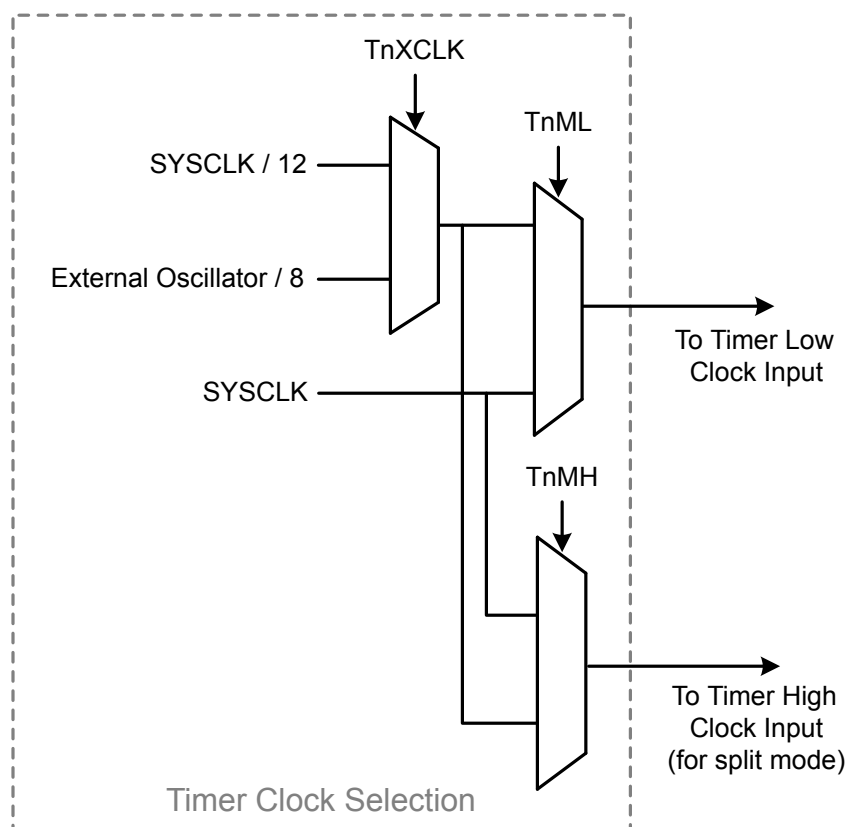 TnXCLK
TnML
SYSCLK / 12
External Oscillator / 8
To Timer Low
Clock Input
SYSCLK
TnMH
To Timer High
Clock Input
(for split mode)
Timer Clock Selection